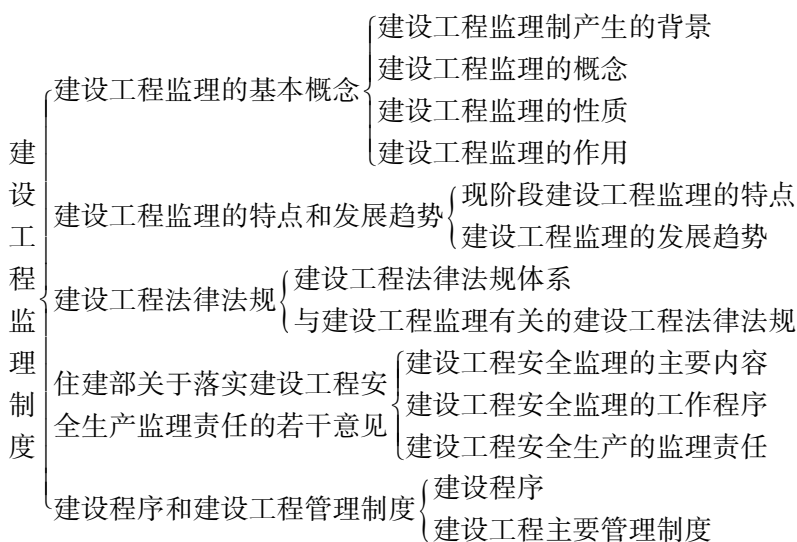 建设工程监理制度
建设工程监理的基本概念
建设工程监理制产生的背景
建设工程监理的概念
建设工程监理的性质
建设工程监理的作用
建设工程监理的特点和发展趋势
现阶段建设工程监理的特点
建设工程监理的发展趋势
建设工程法律法规
建设工程法律法规体系
与建设工程监理有关的建设工程法律法规
住建部关于落实建设工程安
全生产监理责任的若干意见
建设工程安全监理的主要内容
建设工程安全监理的工作程序
建设工程安全生产的监理责任
建设程序和建设工程管理制度
建设程序
建设工程主要管理制度